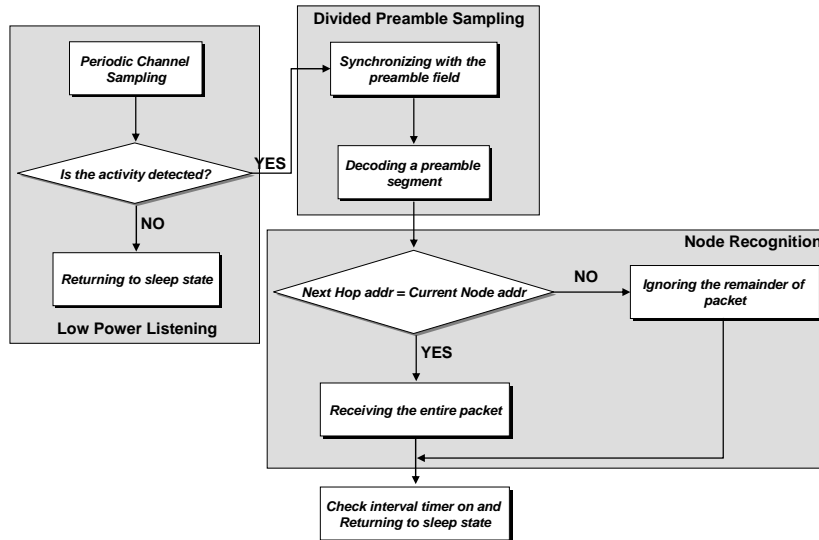 Divided Preamble Sampling
Periodic Channel
Sampling
Synchronizing with the
preamble field
YES
Is the activity detected?
Decoding a preamble
segment
NO
Returning to sleep state
Low Power Listening
Node Recognition
Next Hop addr = Current Node addr
NO
Ignoring the remainder of
packet
YES
Receiving the entire packet
Check interval timer on and
Returning to sleep state